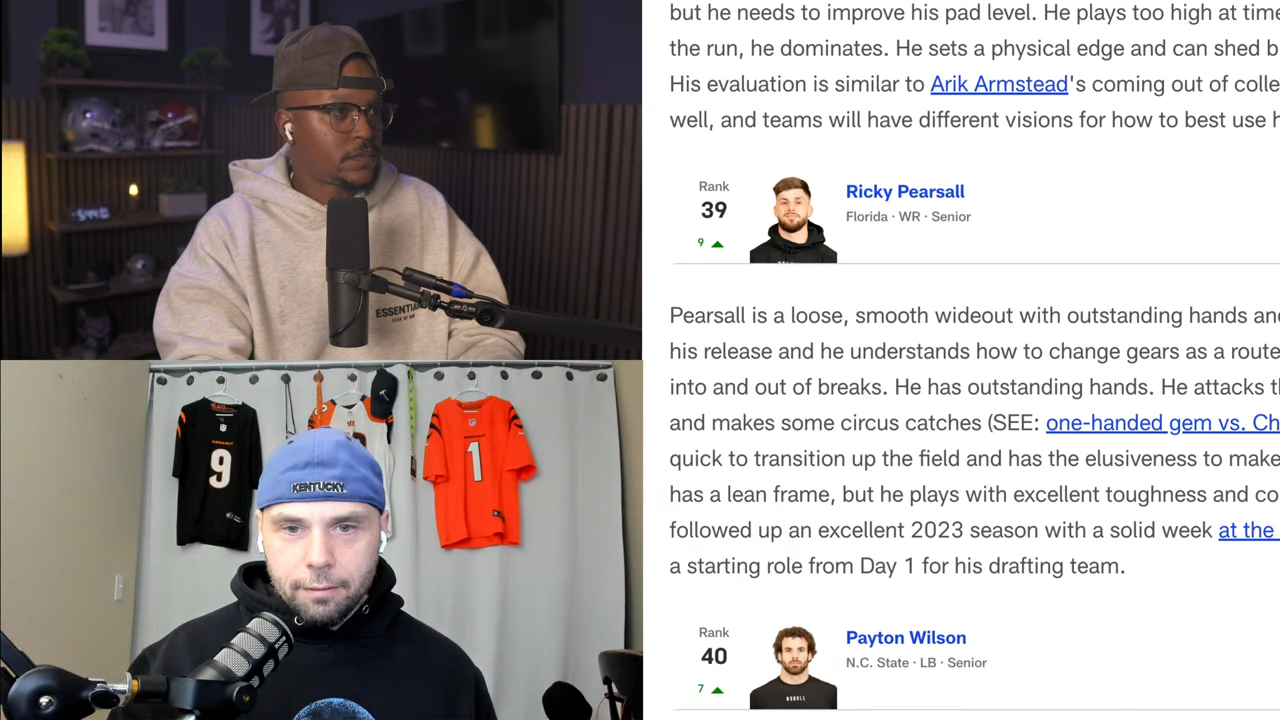 but he needs to improve his pad level. He plays too high at time
the run, he dominates. He sets a physical edge and can shed b
His evaluation is similar to Arik Armstead's coming out of colle
well, and teams will have different visions for how to best use h
Rank
39
9
Ricky Pearsall
Florida · WR · Senior
Pearsall is a loose, smooth wideout with outstanding hands and
his release and he understands how to change gears as a route
into and out of breaks. He has outstanding hands. He attacks th
and makes some circus catches (SEE: one-handed gem vs. Ch
quick to transition up the field and has the elusiveness to make
has a lean frame, but he plays with excellent toughness and co
followed up an excellent 2023 season with a solid week at the
a starting role from Day 1 for his drafting team.
Rank
40
7
Payton Wilson
N.C. State · LB · Senior
ESSENTIA
9
1
KENTUCKY